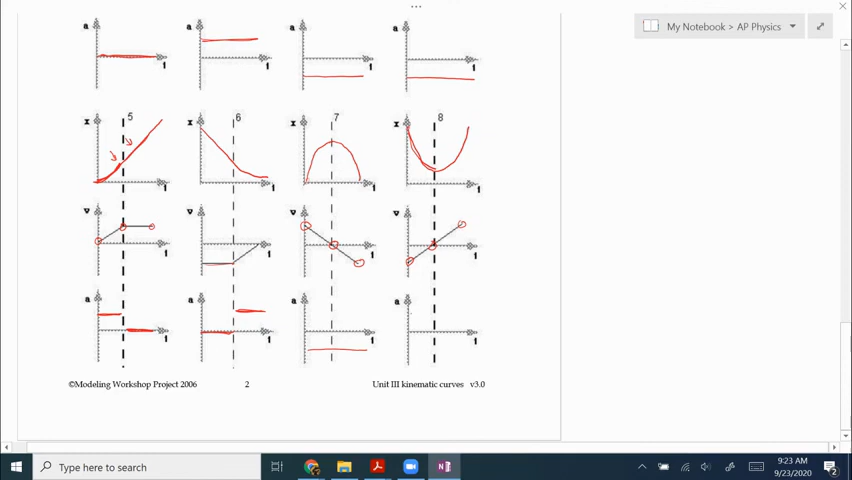 My Notebook > AP Physics
a a a a
t t t t
5 6 7 8
x x x x
t t t t
v v v v
t t t t
a a a a
t t t t
©Modeling Workshop Project 2006 2 Unit III kinematic curves v3.0
Type here to search
9:23 AM
9/23/2020
2